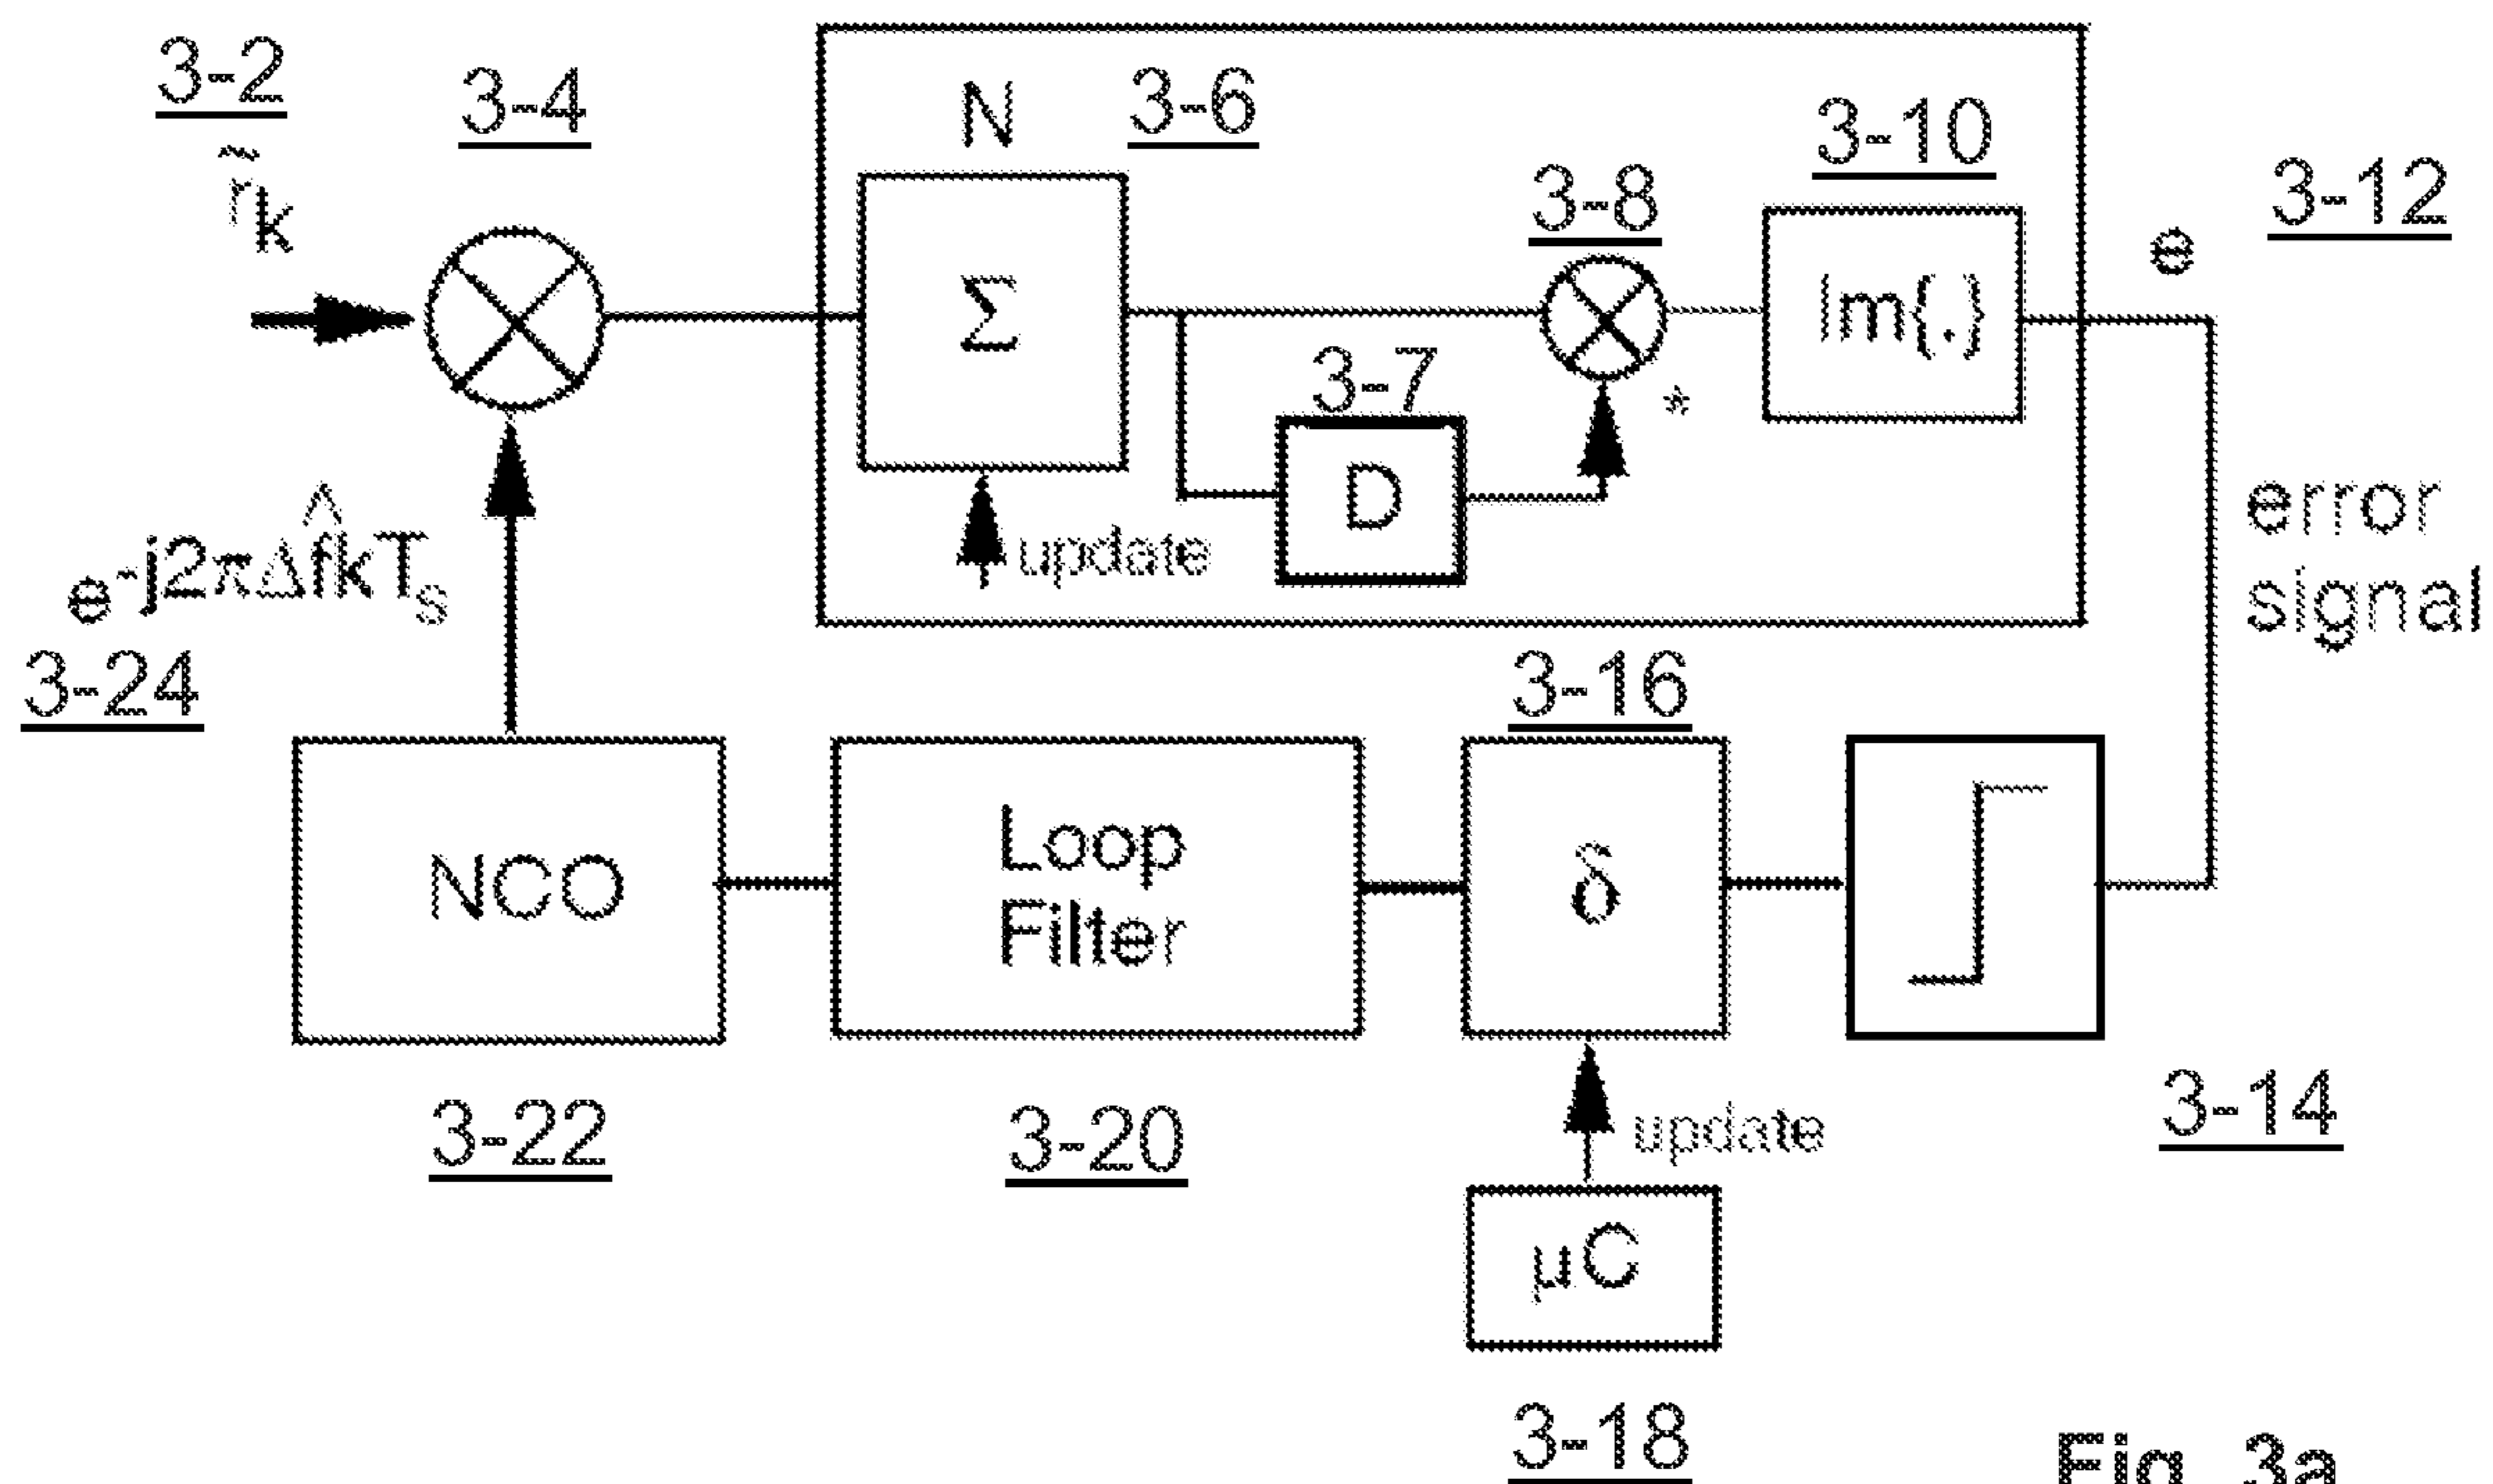 3-2
3-4
N
3-6
3-10
3-8
3-12
r̃k
e
Σ
Im{.}
3-7
*
D
update
error
signal
e-j2πΔf̂kTs
3-24
3-16
NCO
Loop
Filter
δ
3-22
3-20
update
3-14
μC
3-18
Fig. 3a